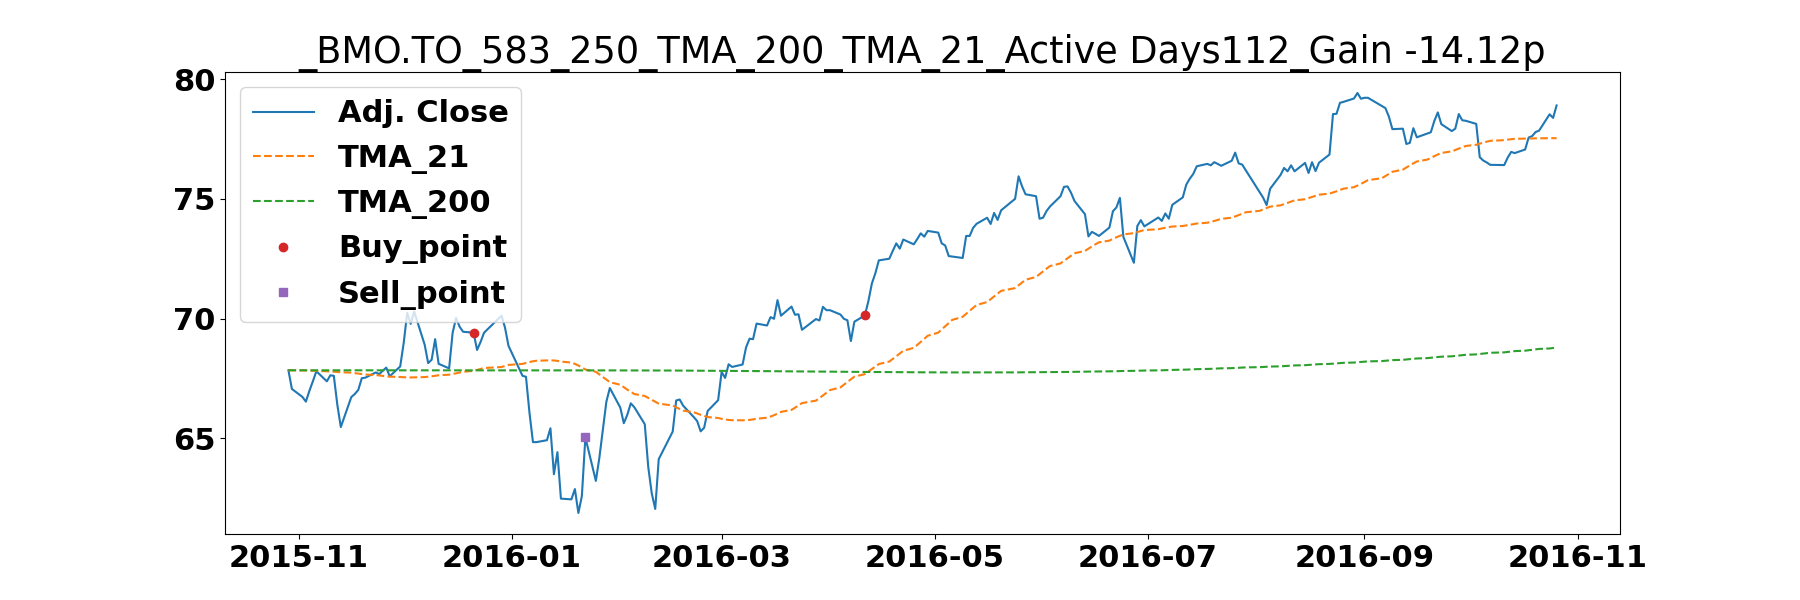 _BMO.TO_583_250_TMA_200_TMA_21_Active Days112_Gain -14.12p
80
75
70
65
Adj. Close
TMA_21
TMA_200
Buy_point
Sell_point
2015-11 2016-01 2016-03 2016-05 2016-07 2016-09 2016-11